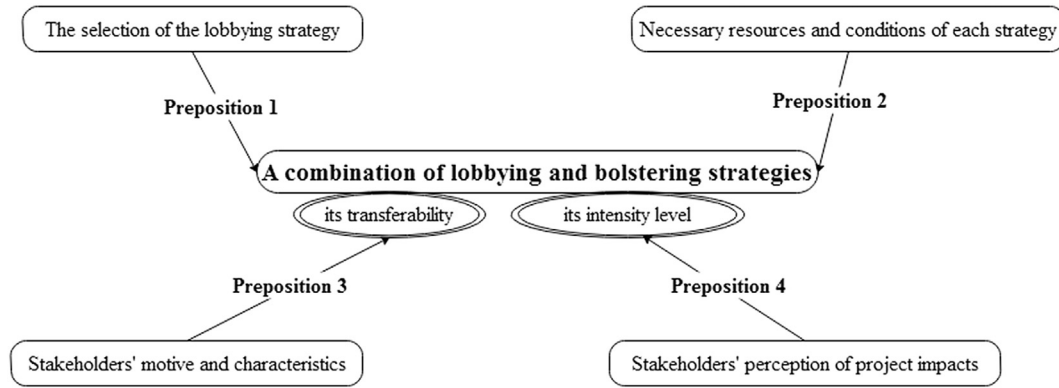 The selection of the lobbying strategy
Necessary resources and conditions of each strategy
Preposition 1
Preposition 2
A combination of lobbying and bolstering strategies
its transferability
its intensity level
Preposition 3
Preposition 4
Stakeholders' motive and characteristics
Stakeholders' perception of project impacts